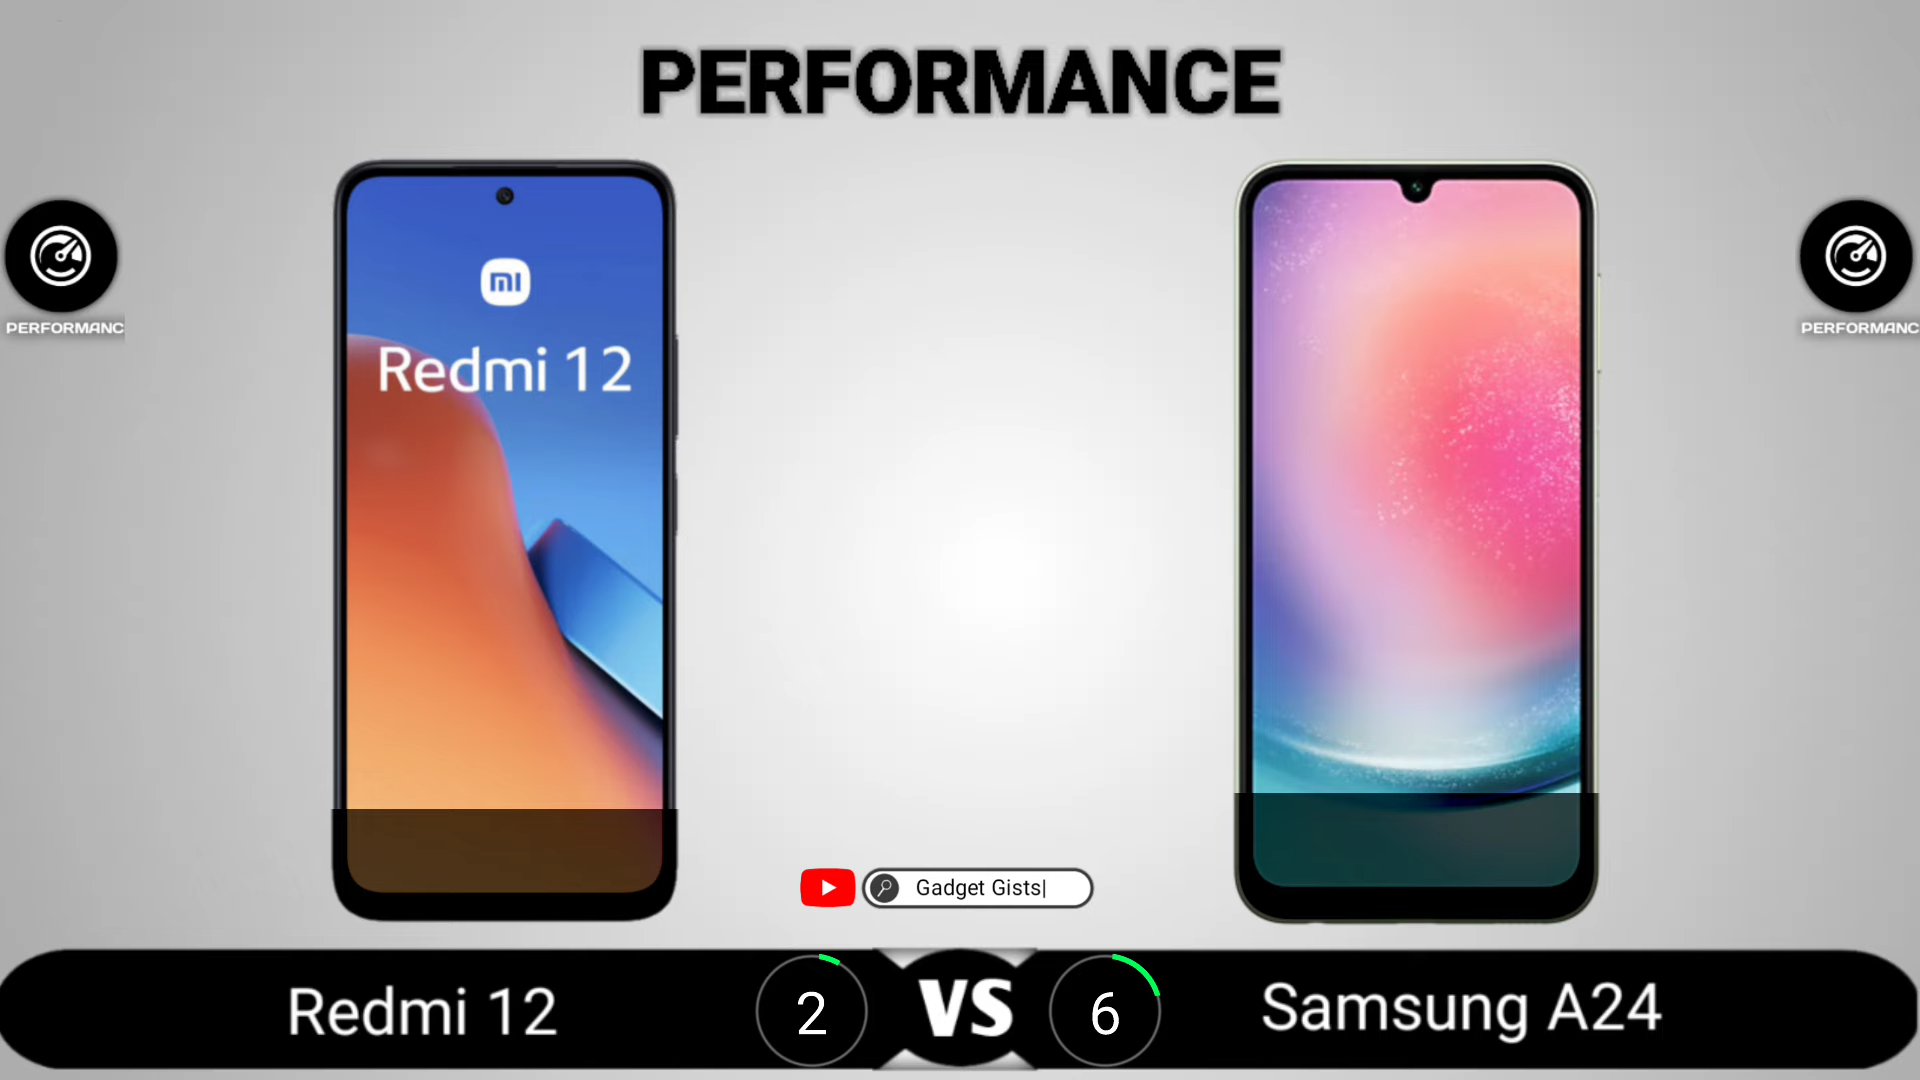 PERFORMANCE
PERFORMANC
PERFORMANC
mi
Redmi 12
Gadget Gists|
Redmi 12
2
VS
6
Samsung A24